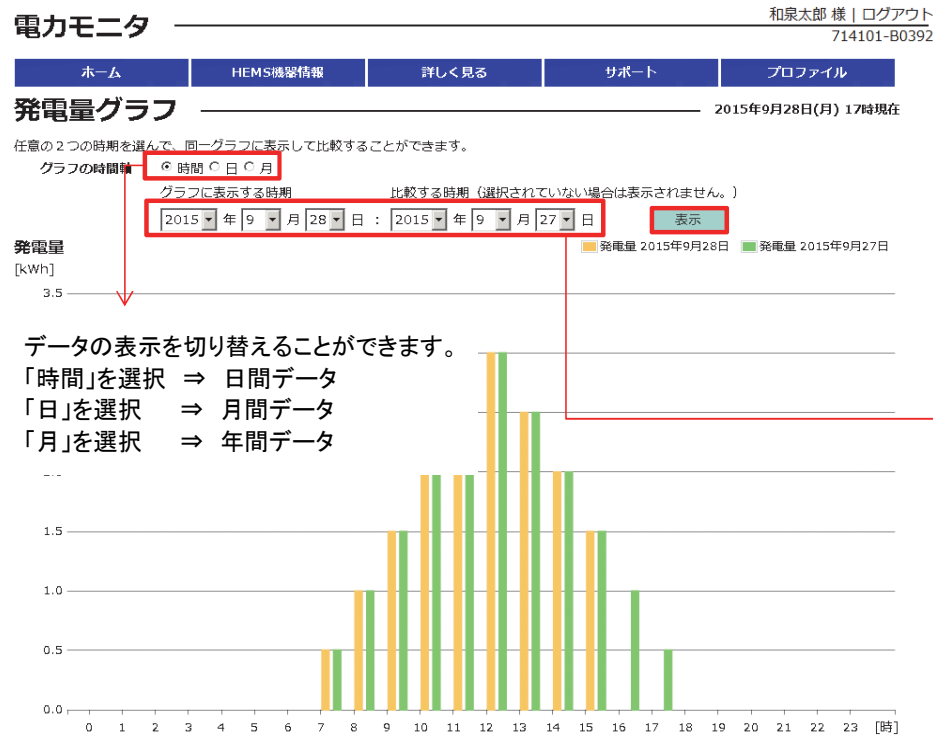 電力モニタ
和泉太郎 様 | ログアウト
714101-B0392
ホーム HEMS機器情報 詳しく見る サポート プロファイル
発電量グラフ
2015年9月28日(月) 17時現在
任意の2つの時期を選んで、同一グラフに表示して比較することができます。
グラフの時間軸 時間 日 月
グラフに表示する時期 比較する時期(選択されていない場合は表示されません。)
2015 年 9 月 28 日 : 2015 年 9 月 27 日 表示
発電量 発電量 2015年9月28日 発電量 2015年9月27日
[kWh]
3.5
データの表示を切り替えることができます。
「時間」を選択 ⇒ 日間データ
「日」を選択 ⇒ 月間データ
「月」を選択 ⇒ 年間データ
1.5
1.0
0.5
0.0
0 1 2 3 4 5 6 7 8 9 10 11 12 13 14 15 16 17 18 19 20 21 22 23 [時]